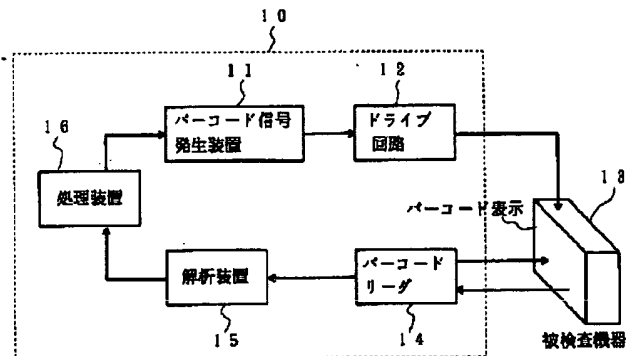 10
11
12
16
バーコード信号
発生装置
ドライブ
回路
13
処理装置
バーコード表示
解析装置
バーコード
リーダ
15
14
被検査機器